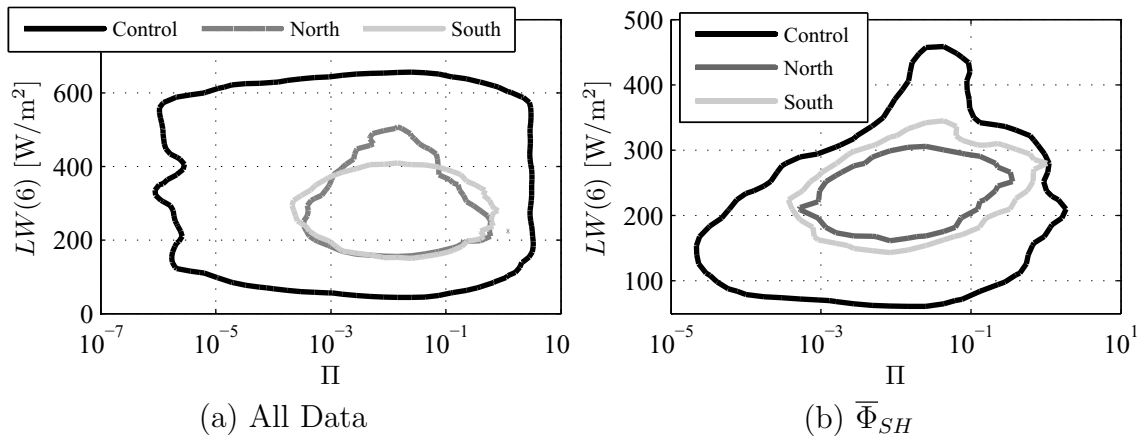 Control North South
LW(6) [W/m²]
600
400
200
0
10⁻⁷ 10⁻⁵ 10⁻³ 10⁻¹ 10
Π
(a) All Data
Control
North
South
LW(6) [W/m²]
500
400
300
200
100
10⁻⁵ 10⁻³ 10⁻¹ 10¹
Π
(b) Φ̅_SH